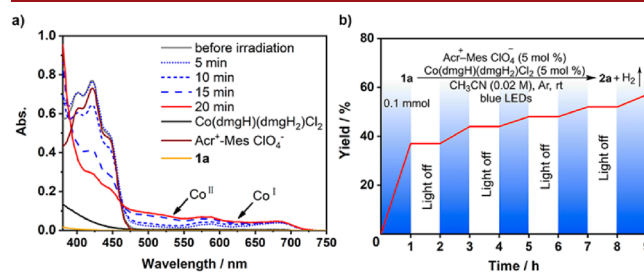 a)
1.0
0.8
0.6
0.4
0.2
0.0
Abs.
before irradiation
5 min
10 min
15 min
20 min
Co(dmgH)(dmgH₂)Cl₂
Acr⁺-Mes ClO₄⁻
1a
Co^II
Co^I
400 450 500 550 600 650 700 750
Wavelength / nm
b)
80
60
40
20
0
Yield / %
Acr⁺-Mes ClO₄⁻ (5 mol %)
Co(dmgH)(dmgH₂)Cl₂ (5 mol %)
1a 2a + H₂↑
0.1 mmol
CH₃CN (0.02 M), Ar, rt
blue LEDs
Light off
Light off
Light off
Light off
0 1 2 3 4 5 6 7 8 9
Time / h